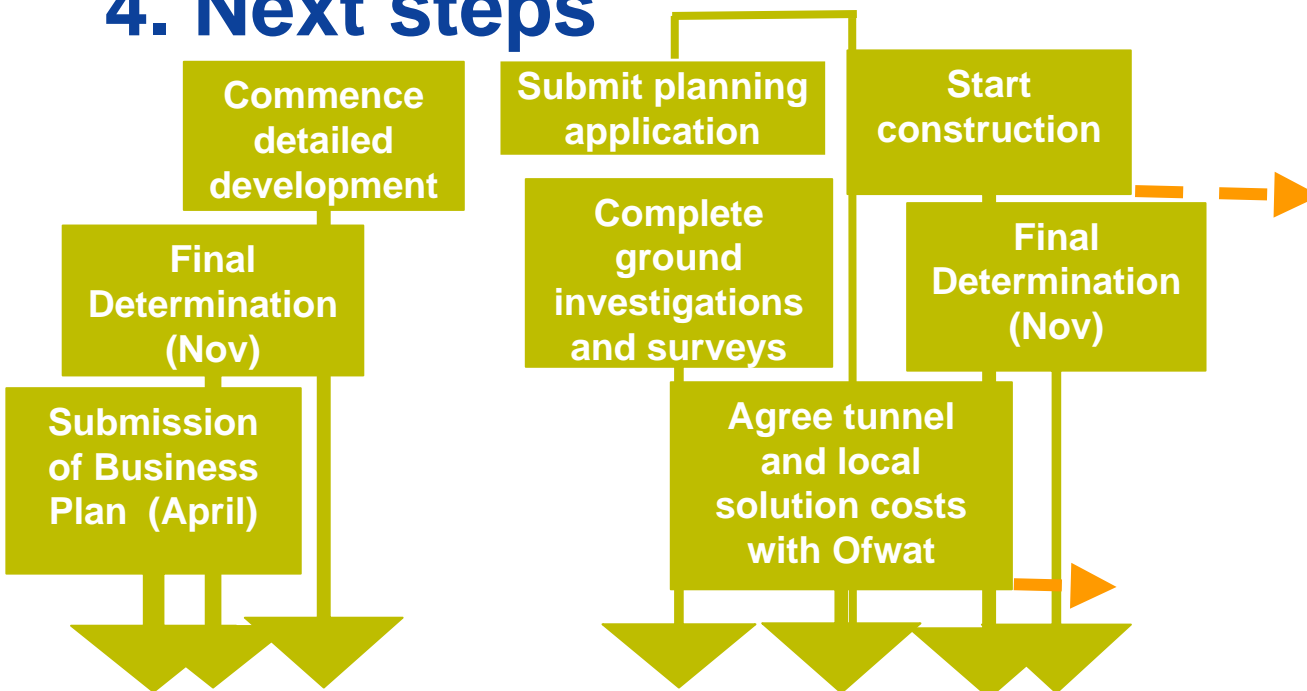 4. Next steps
Commence
detailed
development
Final
Determination
(Nov)
Submission
of Business
Plan (April)
Submit planning
application
Complete
ground
investigations
and surveys
Start
construction
Final
Determination
(Nov)
Agree tunnel
and local
solution costs
with Ofwat